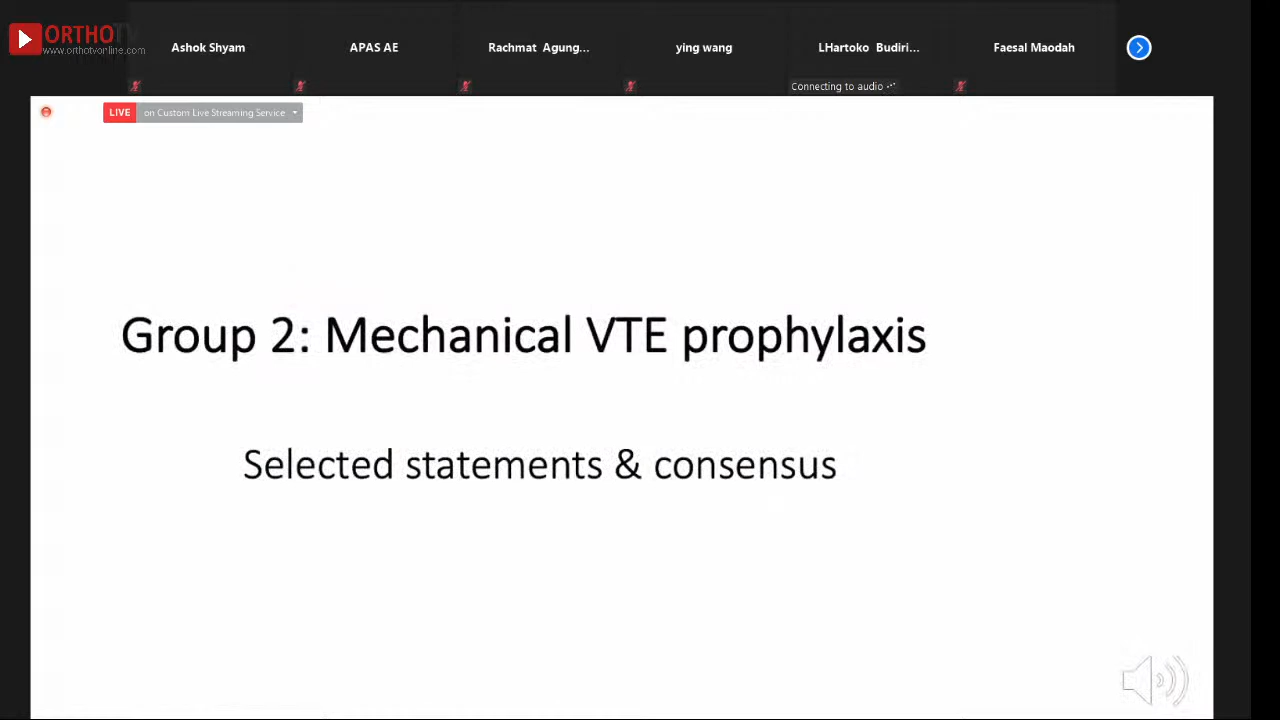 ORTHOTV
www.orthotvonline.com
Ashok Shyam
APAS AE
Rachmat Agung...
ying wang
LHartoko Budiri...
Faesal Maodah
Connecting to audio
LIVE on Custom Live Streaming Service
Group 2: Mechanical VTE prophylaxis
Selected statements & consensus